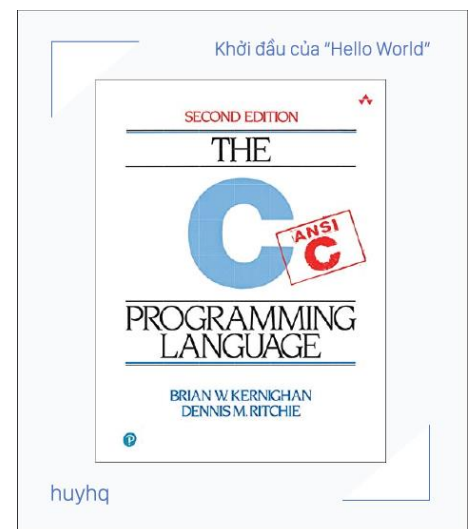 Khởi đầu của “Hello World”
SECOND EDITION
THE
C
ANSI
C
PROGRAMMING
LANGUAGE
BRIAN W. KERNIGHAN
DENNIS M. RITCHIE
P
huyhq